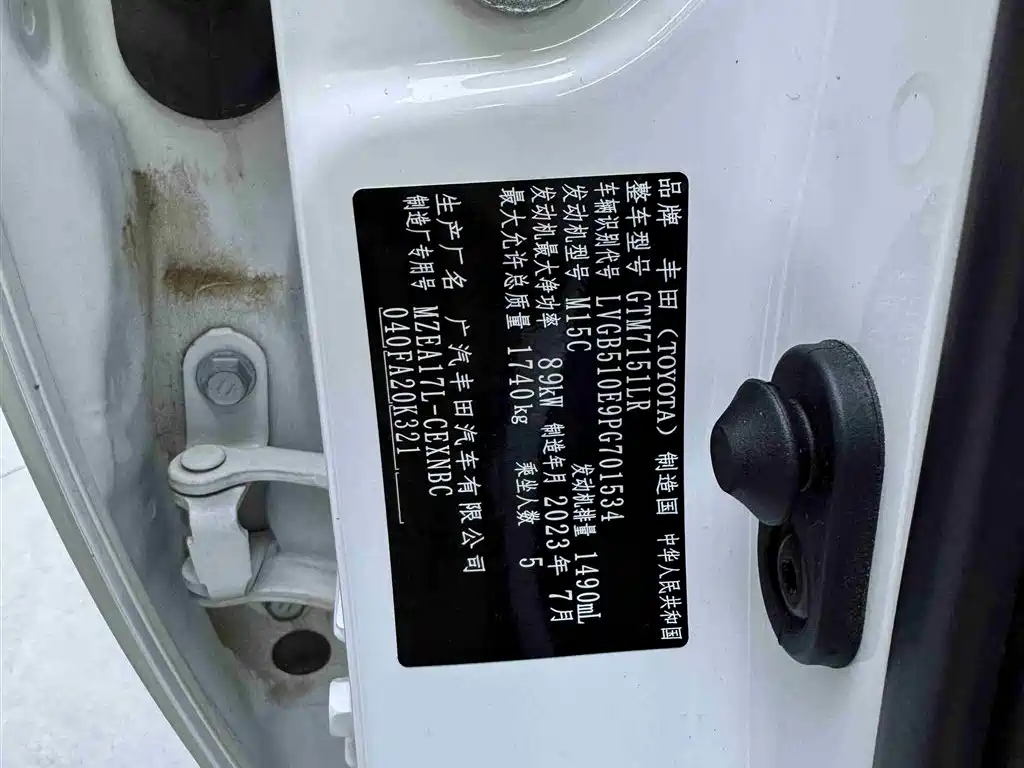 品牌 丰田（TOYOTA） 制造国 中华人民共和国
整车型号 GTM7151LR
车辆识别代号 LVGB510E9PG701534
发动机型号 M15C 发动机排量 1490mL
发动机最大净功率 89kW 制造年月 2023年 7月
最大允许总质量 1740kg 乘坐人数 5
生产厂名 广汽丰田汽车有限公司
制造厂专用号 MZEA17L-CEXNBC
040FA20K321